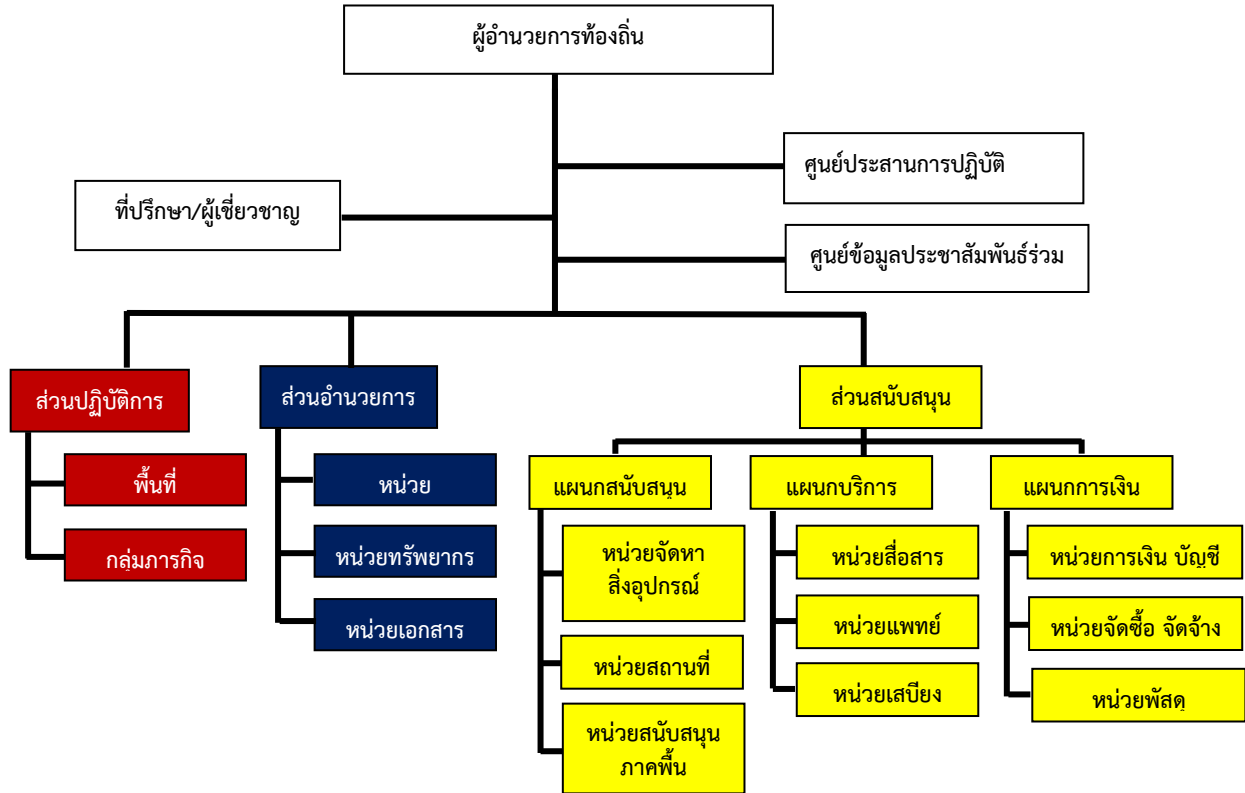 ผู้อำนวยการท้องถิ่น
ศูนย์ประสานการปฏิบัติ
ที่ปรึกษา/ผู้เชี่ยวชาญ
ศูนย์ข้อมูลประชาสัมพันธ์ร่วม
ส่วนปฏิบัติการ
ส่วนอำนวยการ
ส่วนสนับสนุน
พื้นที่
กลุ่มภารกิจ
หน่วย
หน่วยทรัพยากร
หน่วยเอกสาร
แผนกสนับสนุน
แผนกบริการ
แผนกการเงิน
หน่วยจัดหา
สิ่งอุปกรณ์
หน่วยสถานที่
หน่วยสนับสนุน
ภาคพื้น
หน่วยสื่อสาร
หน่วยแพทย์
หน่วยเสบียง
หน่วยการเงิน บัญชี
หน่วยจัดซื้อ จัดจ้าง
หน่วยพัสดุ